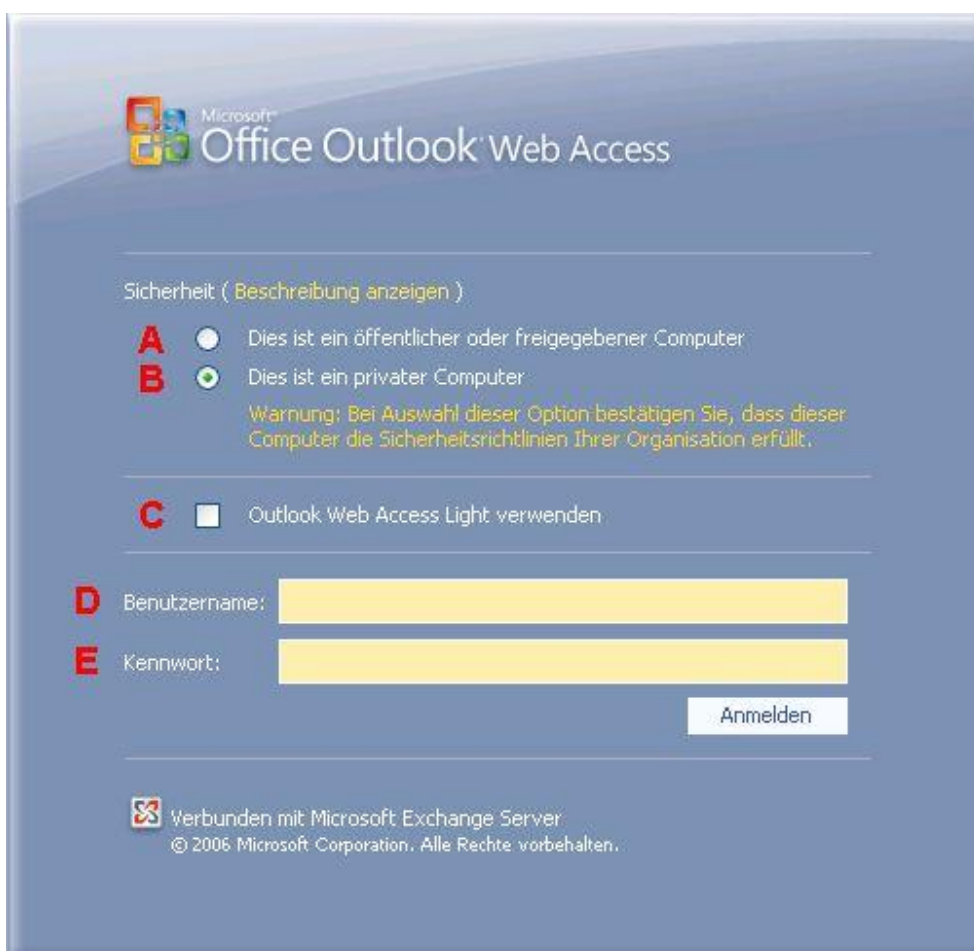 Microsoft®
Office Outlook® Web Access
Sicherheit ( Beschreibung anzeigen )
A Dies ist ein öffentlicher oder freigegebener Computer
B Dies ist ein privater Computer
Warnung: Bei Auswahl dieser Option bestätigen Sie, dass dieser
Computer die Sicherheitsrichtlinien Ihrer Organisation erfüllt.
C Outlook Web Access Light verwenden
D Benutzername:
E Kennwort:
Anmelden
Verbunden mit Microsoft Exchange Server
© 2006 Microsoft Corporation. Alle Rechte vorbehalten.